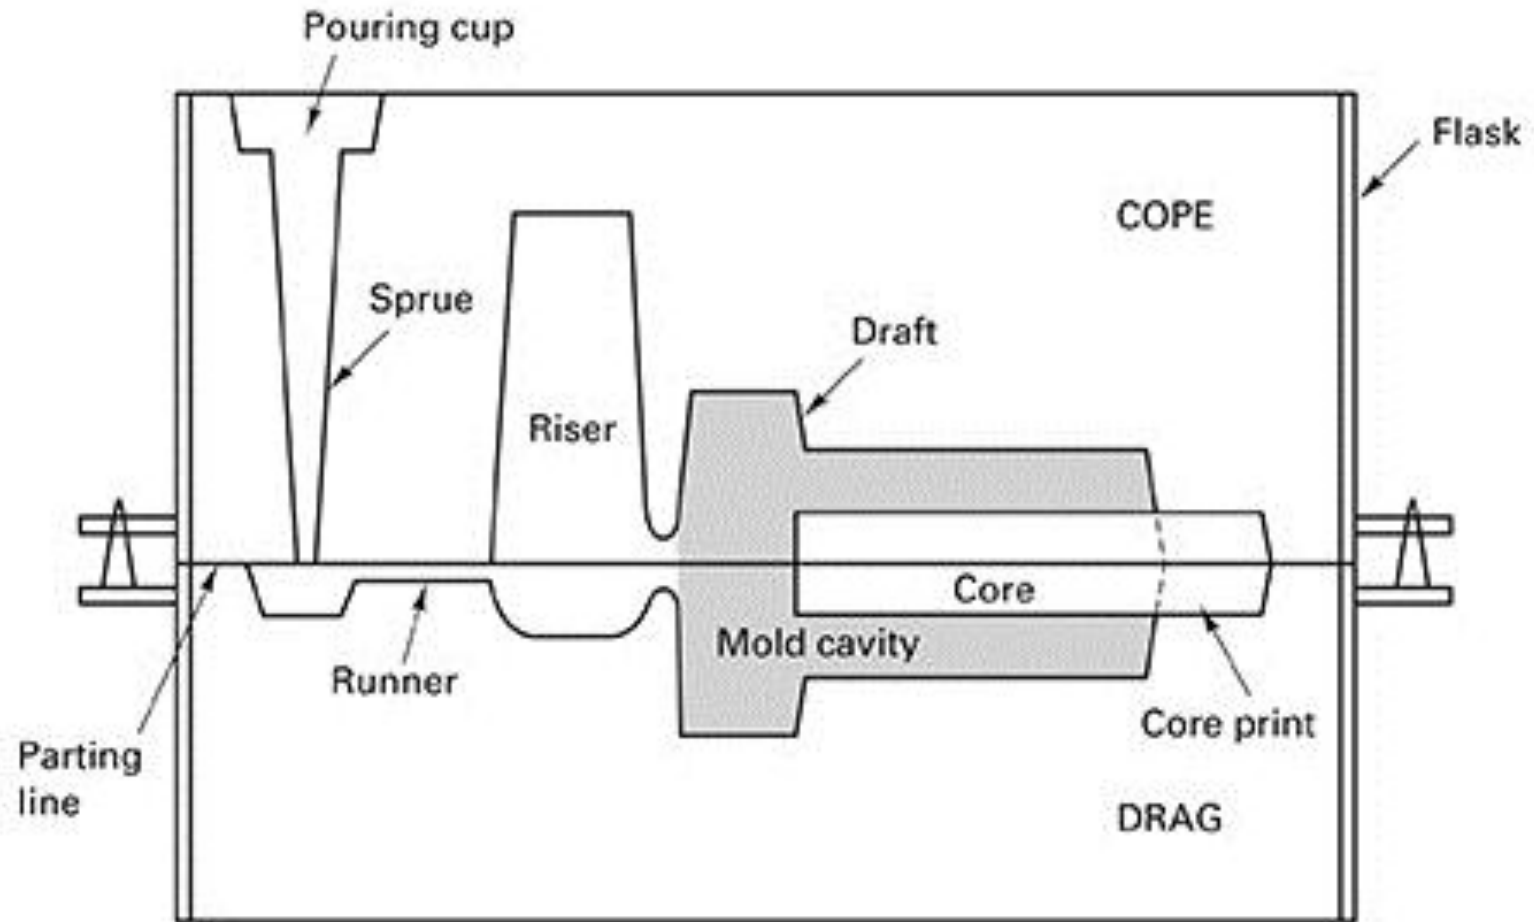 Pouring cup
Flask
COPE
Sprue
Draft
Riser
Core
Mold cavity
Runner
Core print
Parting
line
DRAG